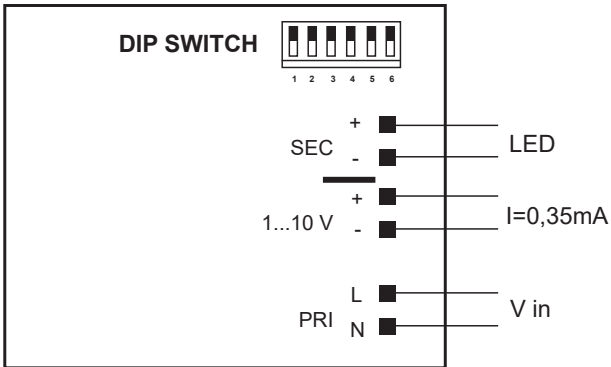 DIP SWITCH
1 2 3 4 5 6
+
SEC
-
LED
+
1...10 V
-
I=0,35mA
L
PRI
N
V in